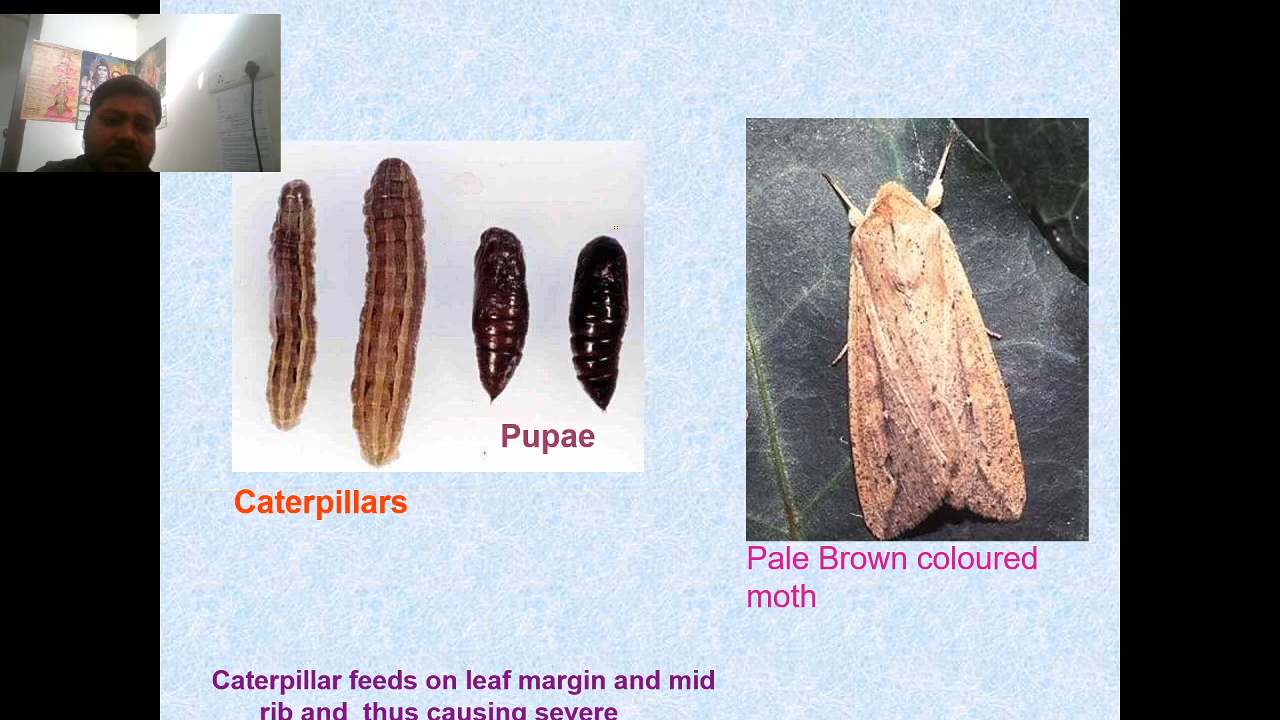 Pupae
Caterpillars
Pale Brown coloured
moth
Caterpillar feeds on leaf margin and mid
rib and thus causing severe